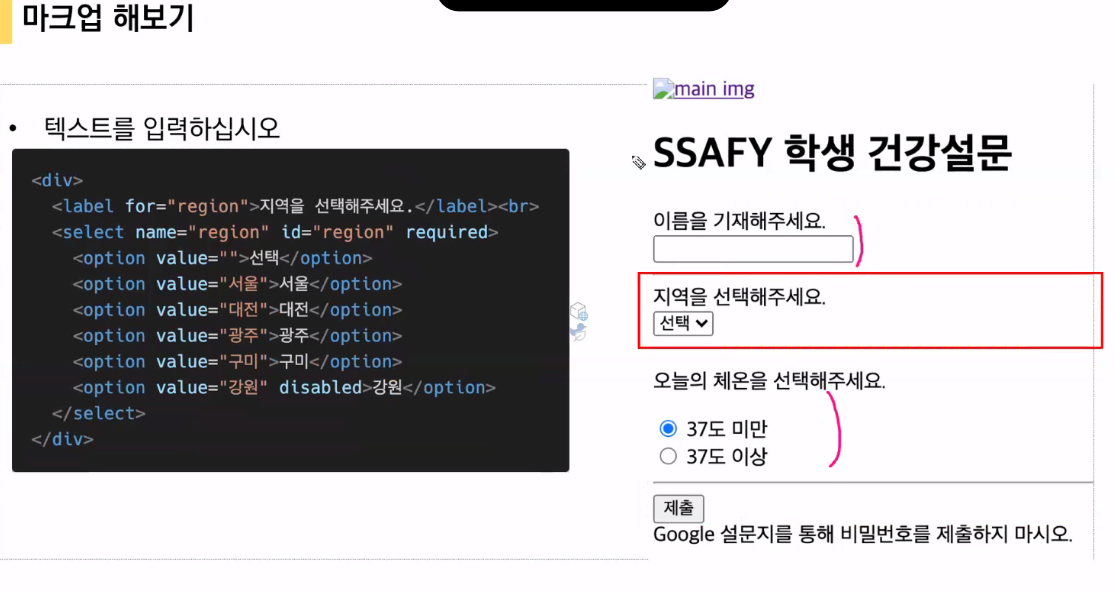 마크업 해보기
• 텍스트를 입력하십시오
<div>
<label for="region">지역을 선택해주세요.</label><br>
<select name="region" id="region" required>
<option value="">선택</option>
<option value="서울">서울</option>
<option value="대전">대전</option>
<option value="광주">광주</option>
<option value="구미">구미</option>
<option value="강원" disabled>강원</option>
</select>
</div>
main img
SSAFY 학생 건강설문
이름을 기재해주세요.
지역을 선택해주세요.
선택
오늘의 체온을 선택해주세요.
37도 미만
37도 이상
제출
Google 설문지를 통해 비밀번호를 제출하지 마시오.